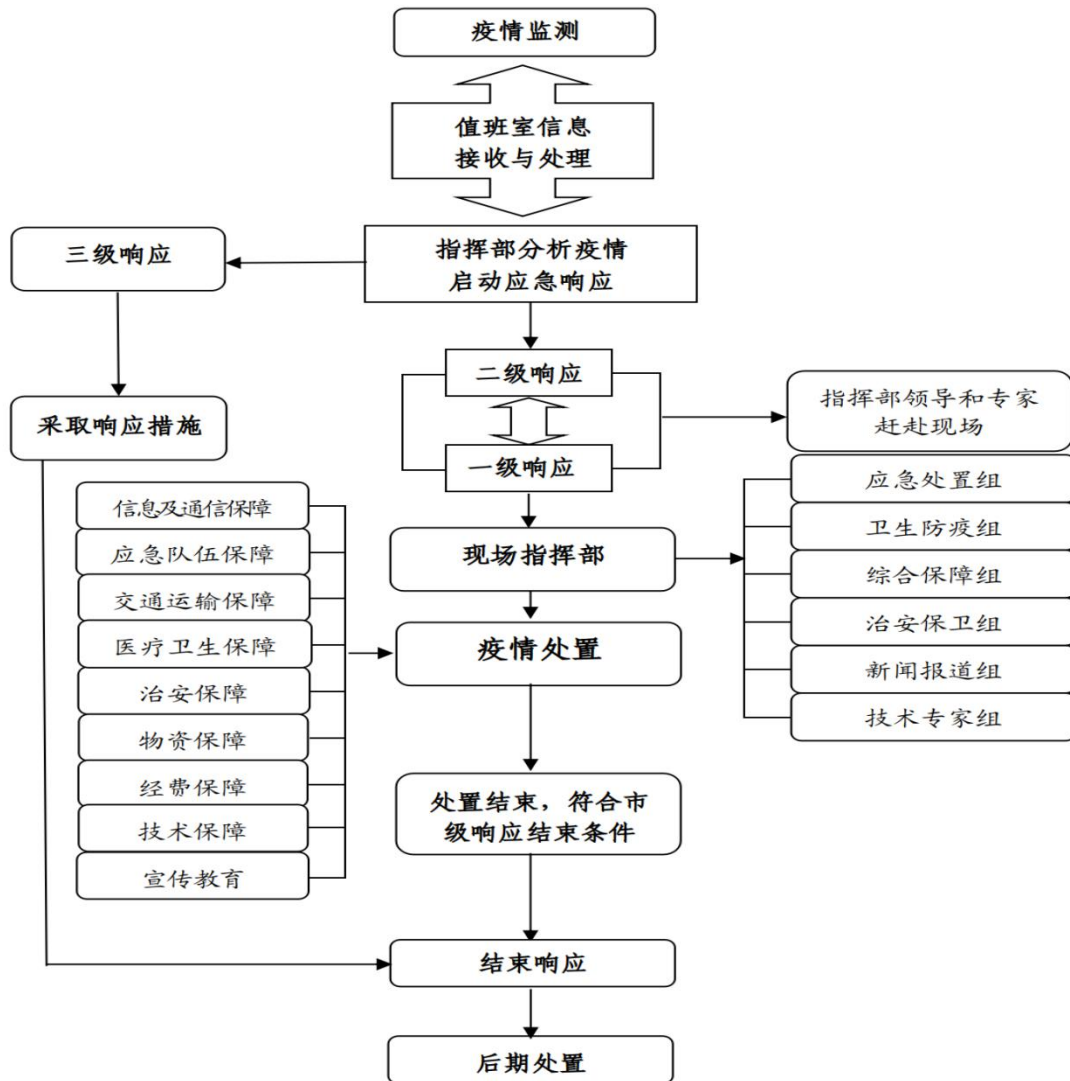 疫情监测
值班室信息
接收与处理
指挥部分析疫情
启动应急响应
三级响应
二级响应
采取响应措施
指挥部领导和专家
赶赴现场
一级响应
信息及通信保障
应急队伍保障
交通运输保障
医疗卫生保障
治安保障
物资保障
经费保障
技术保障
宣传教育
现场指挥部
应急处置组
卫生防疫组
综合保障组
治安保卫组
新闻报道组
技术专家组
疫情处置
处置结束，符合市
级响应结束条件
结束响应
后期处置